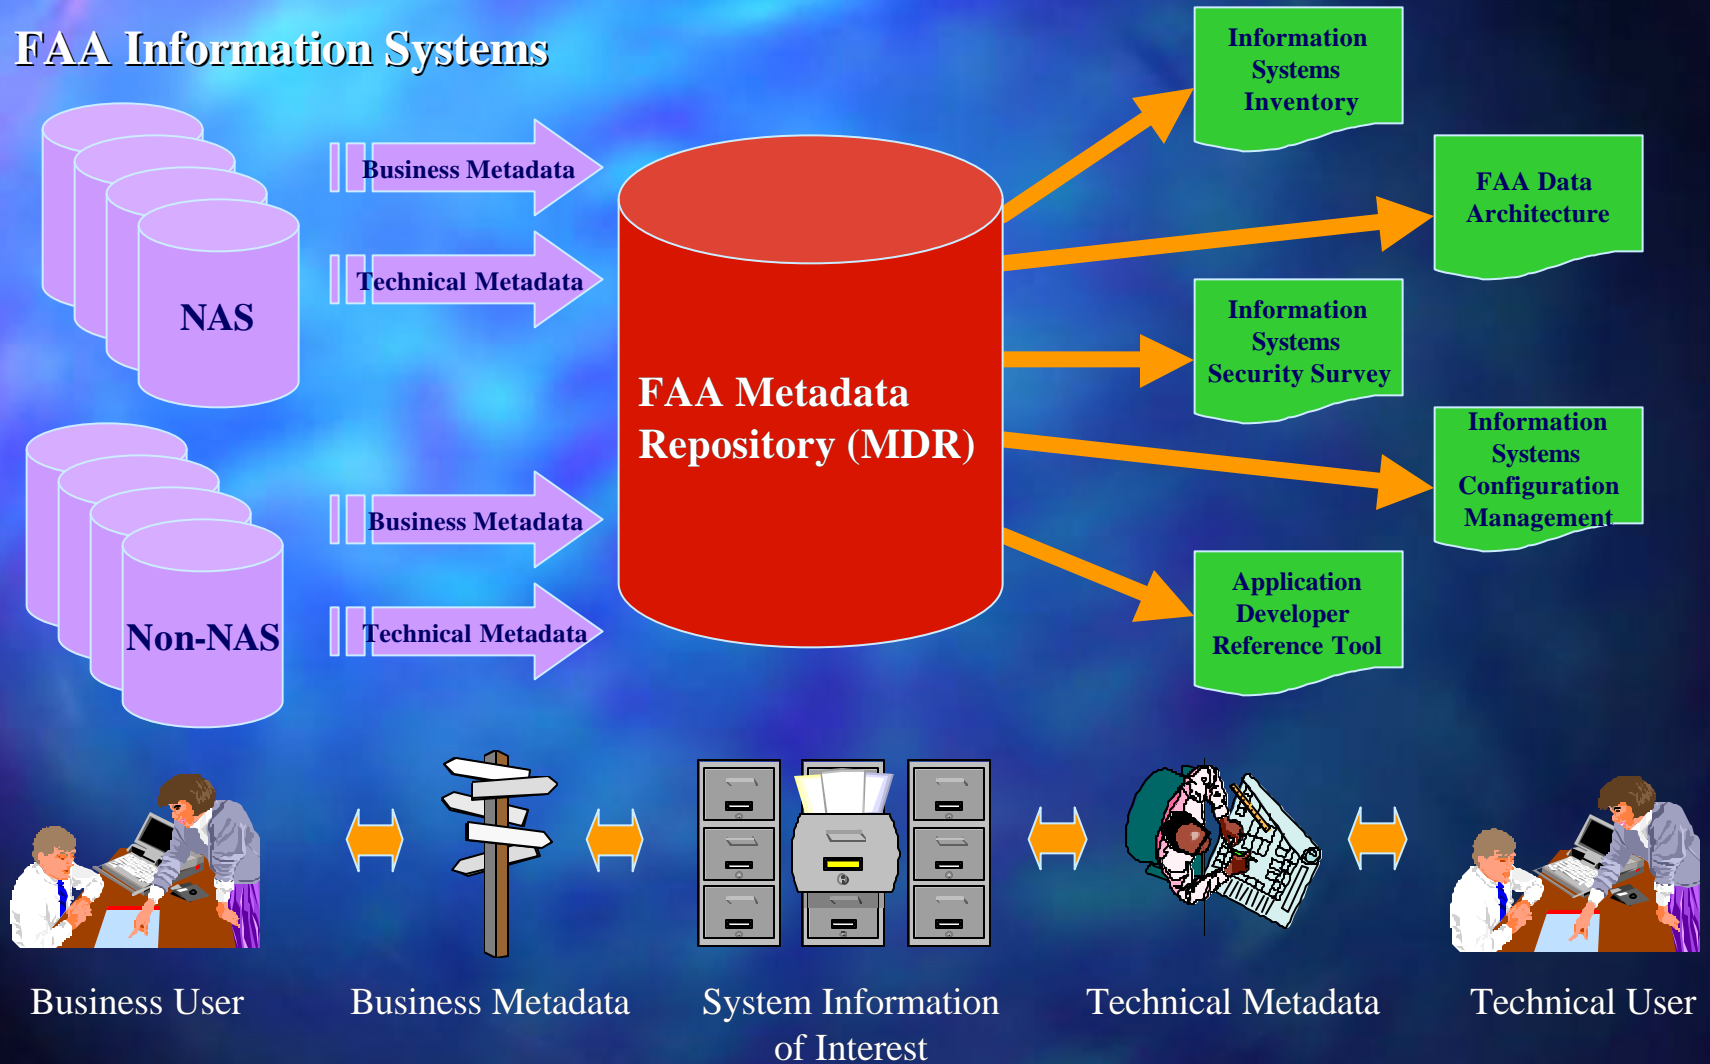 FAA Information Systems
NAS
Business Metadata
Technical Metadata
Non-NAS
Business Metadata
Technical Metadata
FAA Metadata
Repository (MDR)
Information
Systems
Inventory
FAA Data
Architecture
Information
Systems
Security Survey
Information
Systems
Configuration
Management
Application
Developer
Reference Tool
Business User
Business Metadata
System Information
of Interest
Technical Metadata
Technical User